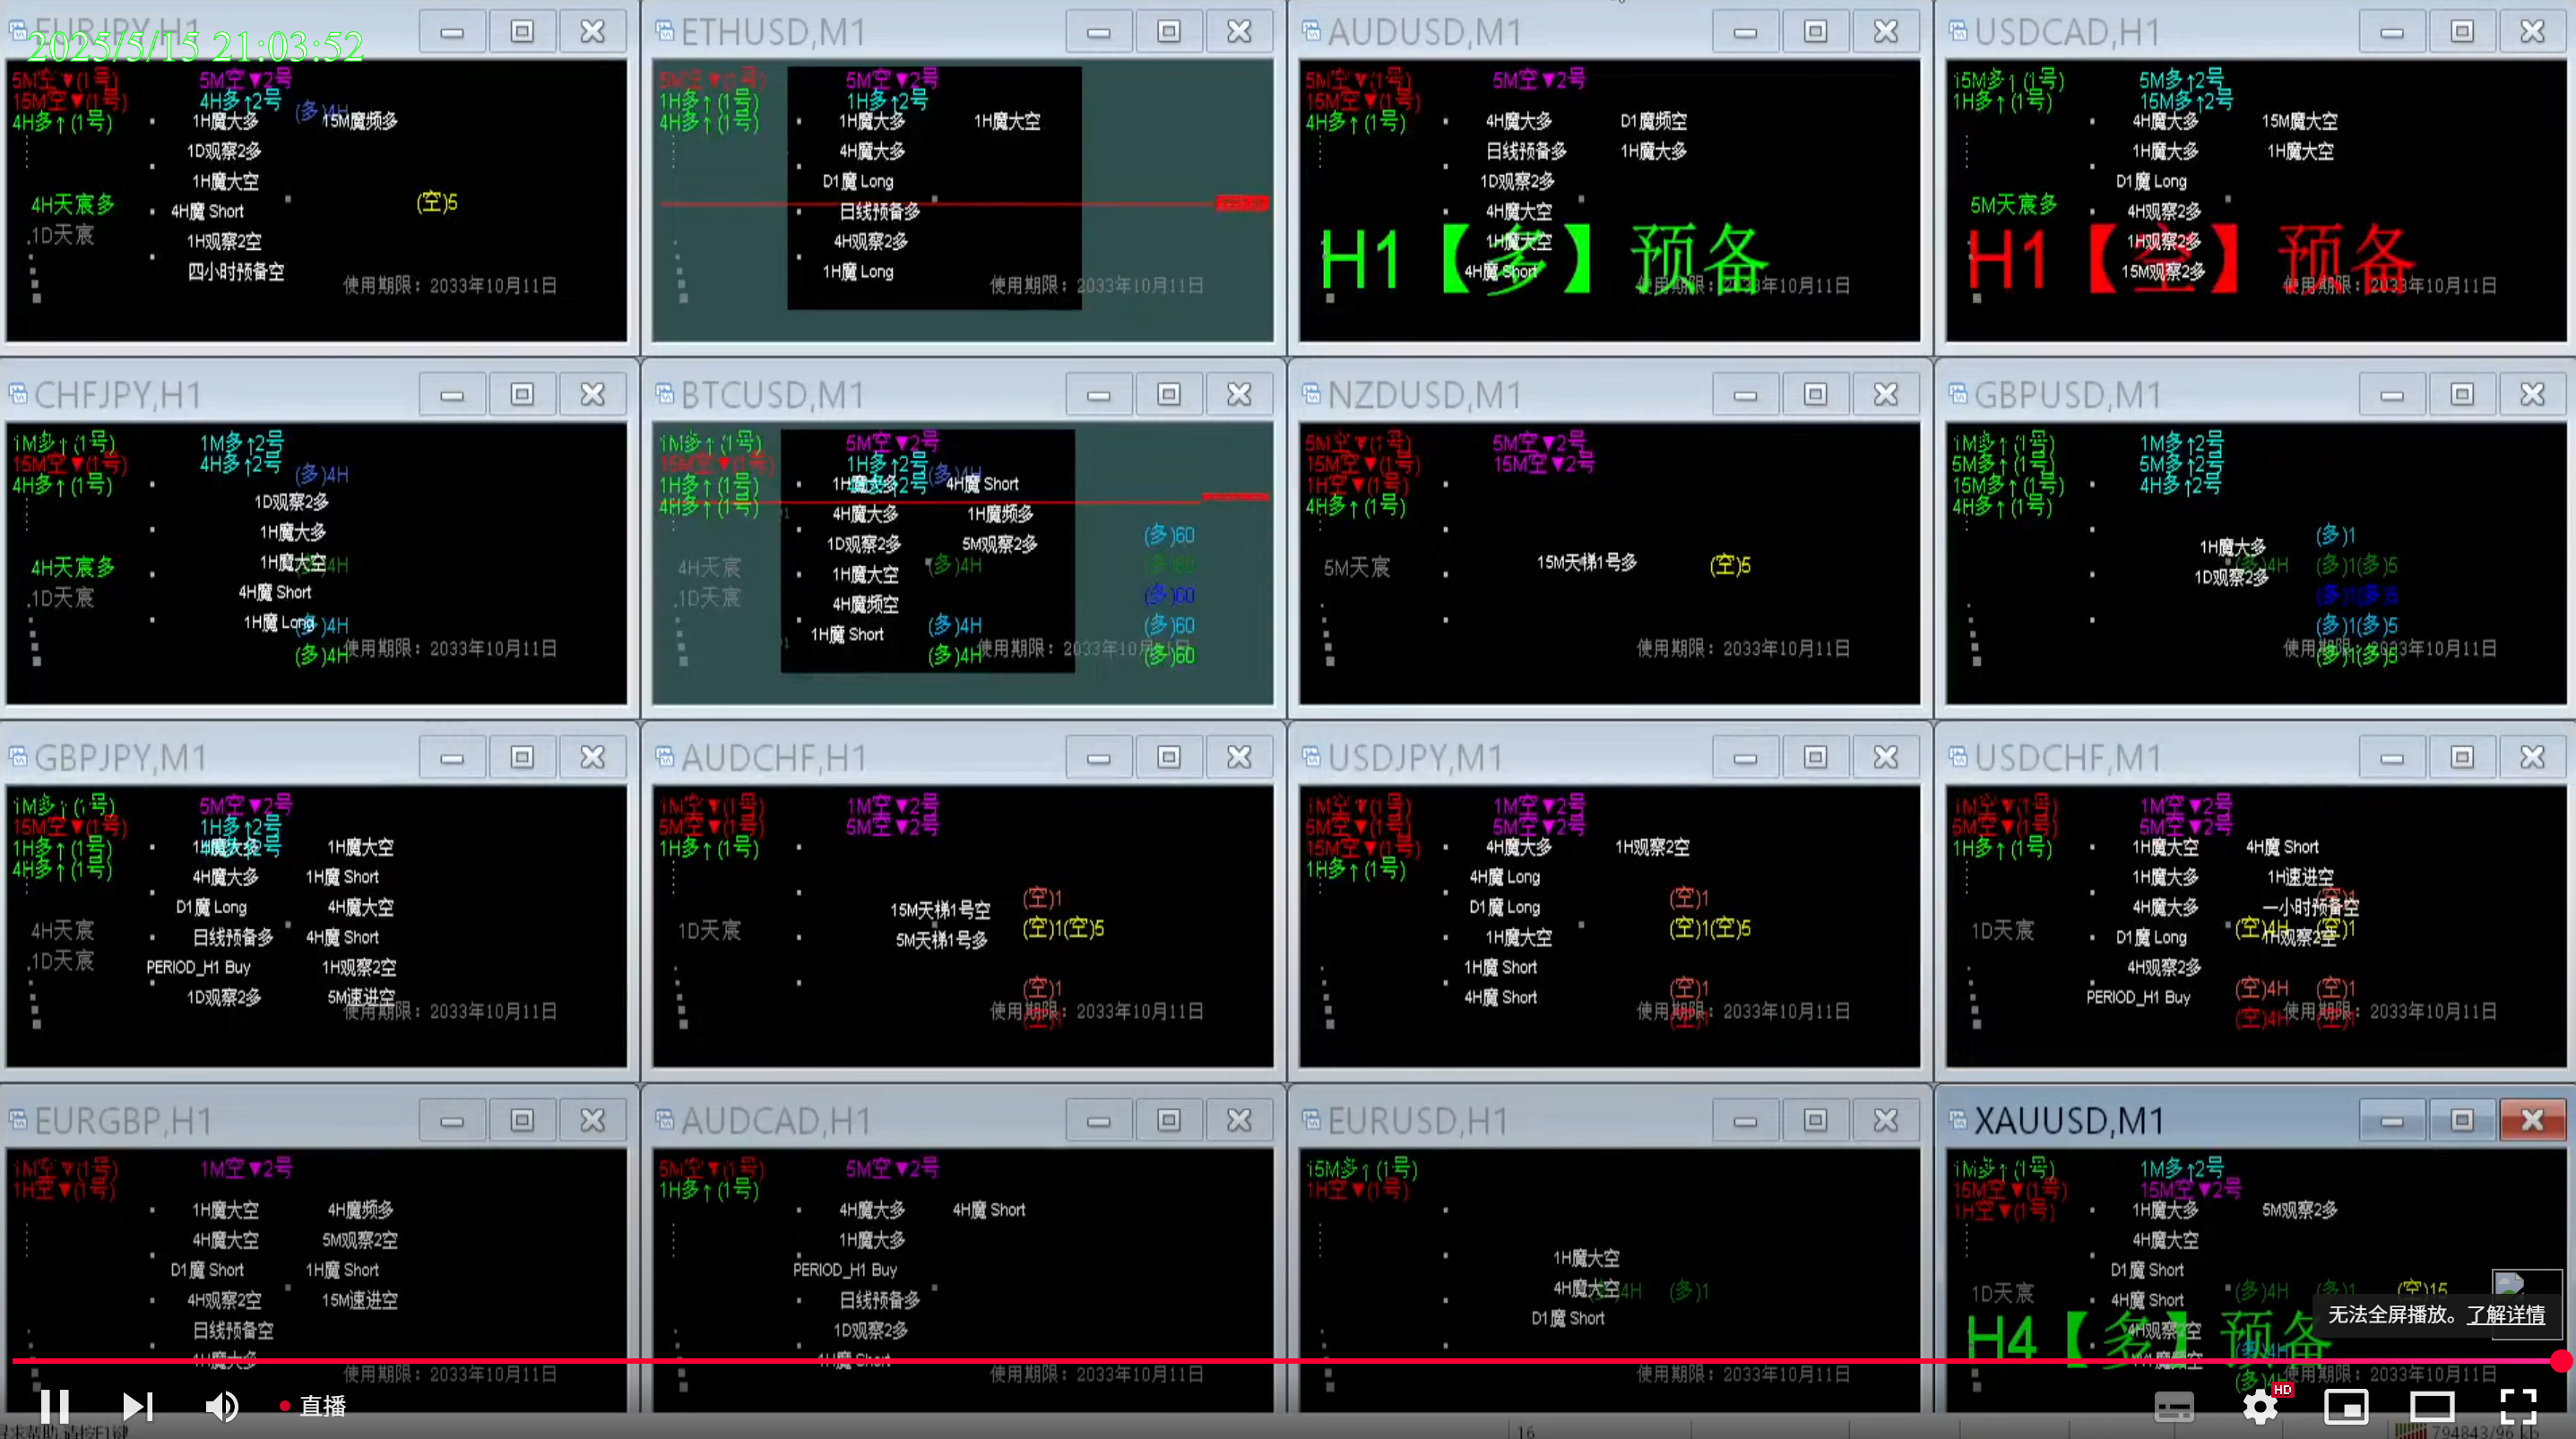 EURJPY,H1
2025/5/15 21:03:52
5M空▼(1号) 5M空▼2号
15M空▼(1号) 4H多↑2号 (多)4H
4H多↑(1号) 1H魔大多 15M魔频多
1D观察2多
1H魔大空
4H天宸多 4H魔 Short (空)5
.1D天宸 1H观察2空
四小时预备空
使用期限：2033年10月11日
ETHUSD,M1
5M空▼(1号) 5M空▼2号
1H多↑(1号) 1H多↑2号
4H多↑(1号) 1H魔大多 1H魔大空
4H魔大多
D1魔 Long
日线预备多
4H观察2多
1H魔 Long
使用期限：2033年10月11日
AUDUSD,M1
5M空▼(1号) 5M空▼2号
15M空▼(1号)
4H多↑(1号) 4H魔大多 D1魔频空
日线预备多 1H魔大多
1D观察2多
4H魔大空
1H魔大空
H1【多】预备
4H魔 Short
使用期限：2033年10月11日
USDCAD,H1
15M多↑(1号) 5M多↑2号
1H多↑(1号) 15M多↑2号
4H魔大多 15M魔大空
1H魔大多 1H魔大空
D1魔 Long
5M天宸多 4H观察2多
1H观察2多
H1【空】预备
15M观察2多
使用期限：2033年10月11日
CHFJPY,H1
1M多↑(1号) 1M多↑2号
15M空▼(1号) 4H多↑2号 (多)4H
4H多↑(1号)
1D观察2多
1H魔大多
4H天宸多 1H魔大空 (多)4H
.1D天宸 4H魔 Short
1H魔 Long (多)4H
(多)4H
使用期限：2033年10月11日
BTCUSD,M1
1M多↑(1号) 5M空▼2号
15M空▼(1号) 1H多↑2号 (多)4H
1H多↑(1号) 1H魔大多 4H多↑2号 4H魔 Short
4H多↑(1号) 4H魔大多 1H魔频多
1D观察2多 5M观察2多 (多)60
4H天宸 1H魔大空 (多)4H (多)60
.1D天宸 4H魔频空 (多)60
1H魔 Short (多)4H (多)60
(多)4H (多)60
使用期限：2033年10月11日
NZDUSD,M1
5M空▼(1号) 5M空▼2号
15M空▼(1号) 15M空▼2号
1H空▼(1号)
4H多↑(1号)
5M天宸 15M天梯1号多 (空)5
使用期限：2033年10月11日
GBPUSD,M1
1M多↑(1号) 1M多↑2号
5M多↑(1号) 5M多↑2号
15M多↑(1号) 4H多↑2号
4H多↑(1号)
1H魔大多 (多)1
(多)4H (多)1(多)5
1D观察2多
(多)1(多)5
(多)1(多)5
(多)1(多)5
使用期限：2033年10月11日
GBPJPY,M1
1M多↑(1号) 5M空▼2号
15M空▼(1号) 1H多↑2号
1H多↑(1号) 1H魔大多 4H多↑2号 1H魔大空
4H多↑(1号) 4H魔大多 1H魔 Short
D1魔 Long 4H魔大空
4H天宸 日线预备多 4H魔 Short
.1D天宸 PERIOD_H1 Buy 1H观察2空
1D观察2多 5M速进空
使用期限：2033年10月11日
AUDCHF,H1
1M空▼(1号) 1M空▼2号
5M空▼(1号) 5M空▼2号
1H多↑(1号)
15M天梯1号空 (空)1
1D天宸 5M天梯1号多 (空)1(空)5
(空)1
(空)1
使用期限：2033年10月11日
USDJPY,M1
1M空▼(1号) 1M空▼2号
5M空▼(1号) 5M空▼2号
15M空▼(1号) 4H魔大多 1H观察2空
1H多↑(1号) 4H魔 Long
D1魔 Long (空)1
1H魔大空 (空)1(空)5
1H魔 Short (空)1
4H魔 Short (空)1
使用期限：2033年10月11日
USDCHF,M1
1M空▼(1号) 1M空▼2号
5M空▼(1号) 5M空▼2号
1H多↑(1号) 1H魔大空 4H魔 Short
1H魔大多 1H速进空
4H魔大多 一小时预备空 (空)1
1D天宸 D1魔 Long (空)4H 1H观察2空 (空)1
4H观察2多 (空)4H (空)1
PERIOD_H1 Buy (空)4H (空)1
使用期限：2033年10月11日
EURGBP,H1
1M空▼(1号) 1M空▼2号
1H空▼(1号)
1H魔大空 4H魔频多
4H魔大空 5M观察2空
D1魔 Short 1H魔 Short
4H观察2空 15M速进空
日线预备空
1H魔大多
使用期限：2033年10月11日
AUDCAD,H1
5M空▼(1号) 5M空▼2号
1H多↑(1号)
4H魔大多 4H魔 Short
1H魔大多
PERIOD_H1 Buy
日线预备多
1D观察2多
4H魔 Short
使用期限：2033年10月11日
EURUSD,H1
15M多↑(1号)
1H空▼(1号)
1H魔大空
4H魔大空 (多)4H (多)1
D1魔 Short
使用期限：2033年10月11日
XAUUSD,M1
1M多↑(1号) 1M多↑2号
15M空▼(1号) 15M空▼2号
1H空▼(1号) 1H魔大多 5M观察2多
4H魔大空
D1魔 Short
1D天宸 4H魔 Short (多)4H (多)1 (空)15
无法全屏播放。了解详情
H4【多】预备
4H观察2空
(多)4H
使用期限：2033年10月11日
直播
HD
16